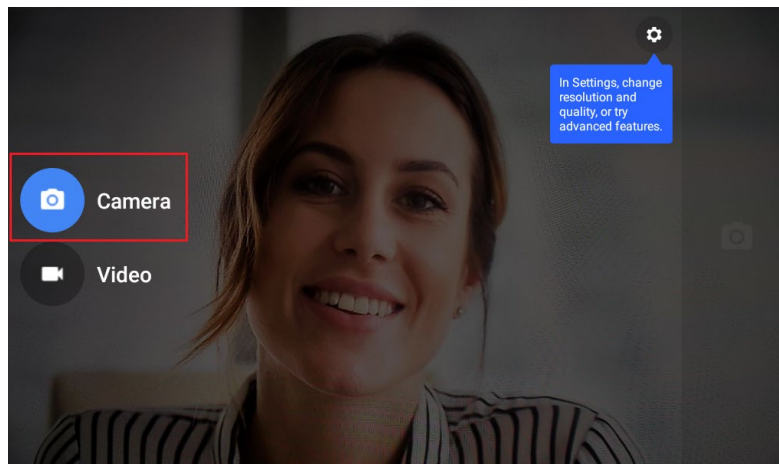 In Settings, change
resolution and
quality, or try
advanced features.
Camera
Video